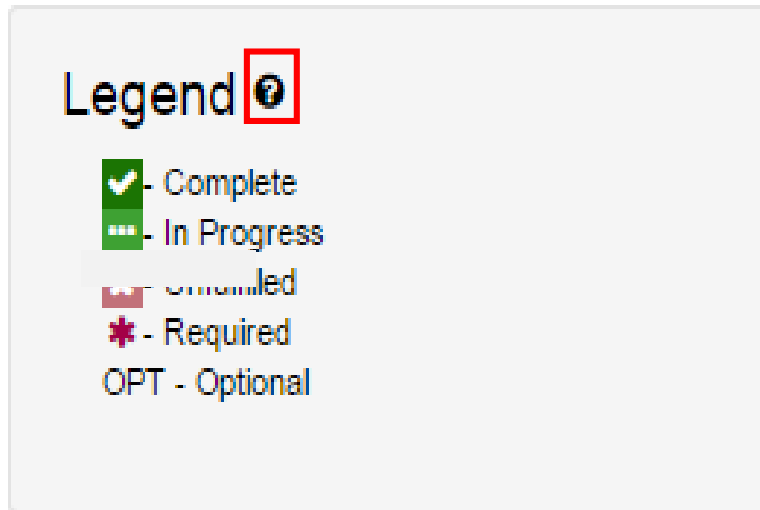 Legend
- Complete
- In Progress
- Required
OPT - Optional